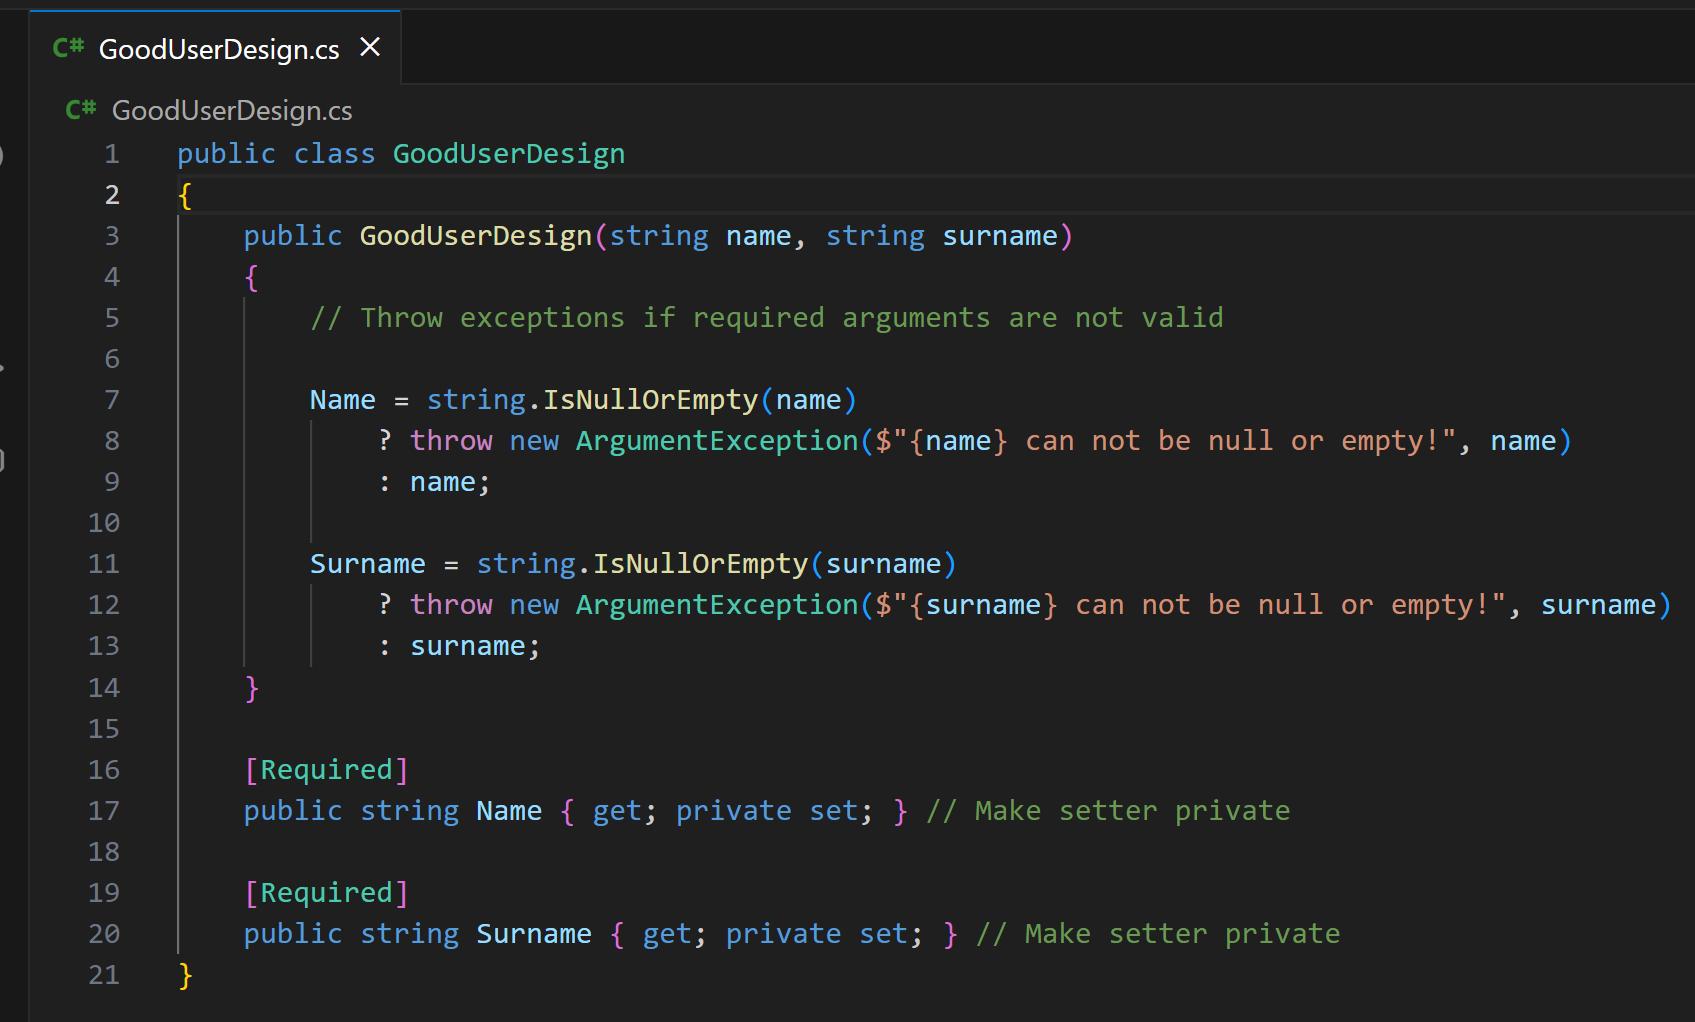 C# GoodUserDesign.cs ×
C# GoodUserDesign.cs
1 public class GoodUserDesign
2 {
3     public GoodUserDesign(string name, string surname)
4     {
5         // Throw exceptions if required arguments are not valid
6
7         Name = string.IsNullOrEmpty(name)
8             ? throw new ArgumentException($"{name} can not be null or empty!", name)
9             : name;
10
11         Surname = string.IsNullOrEmpty(surname)
12             ? throw new ArgumentException($"{surname} can not be null or empty!", surname)
13             : surname;
14     }
15
16     [Required]
17     public string Name { get; private set; } // Make setter private
18
19     [Required]
20     public string Surname { get; private set; } // Make setter private
21 }